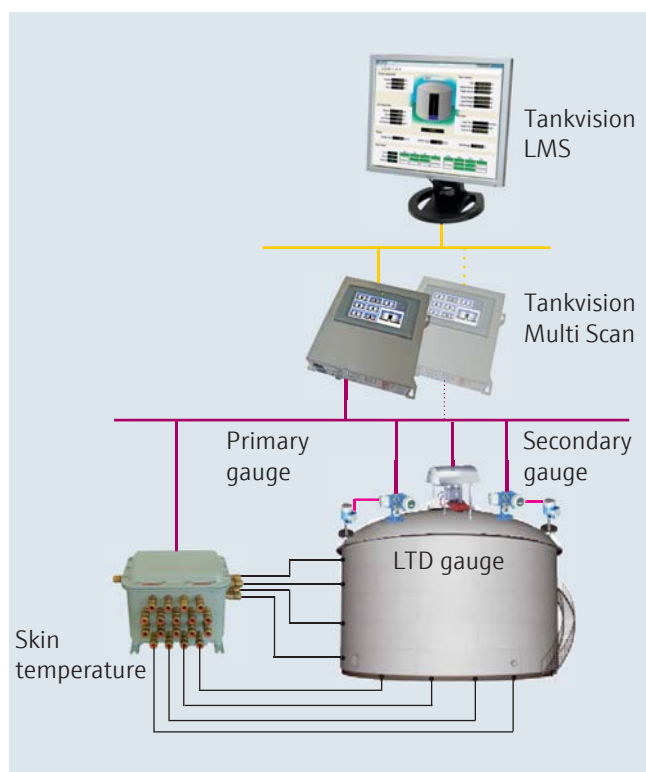 Tankvision
LMS
Tankvision
Multi Scan
Primary
gauge
Secondary
gauge
LTD gauge
Skin
temperature